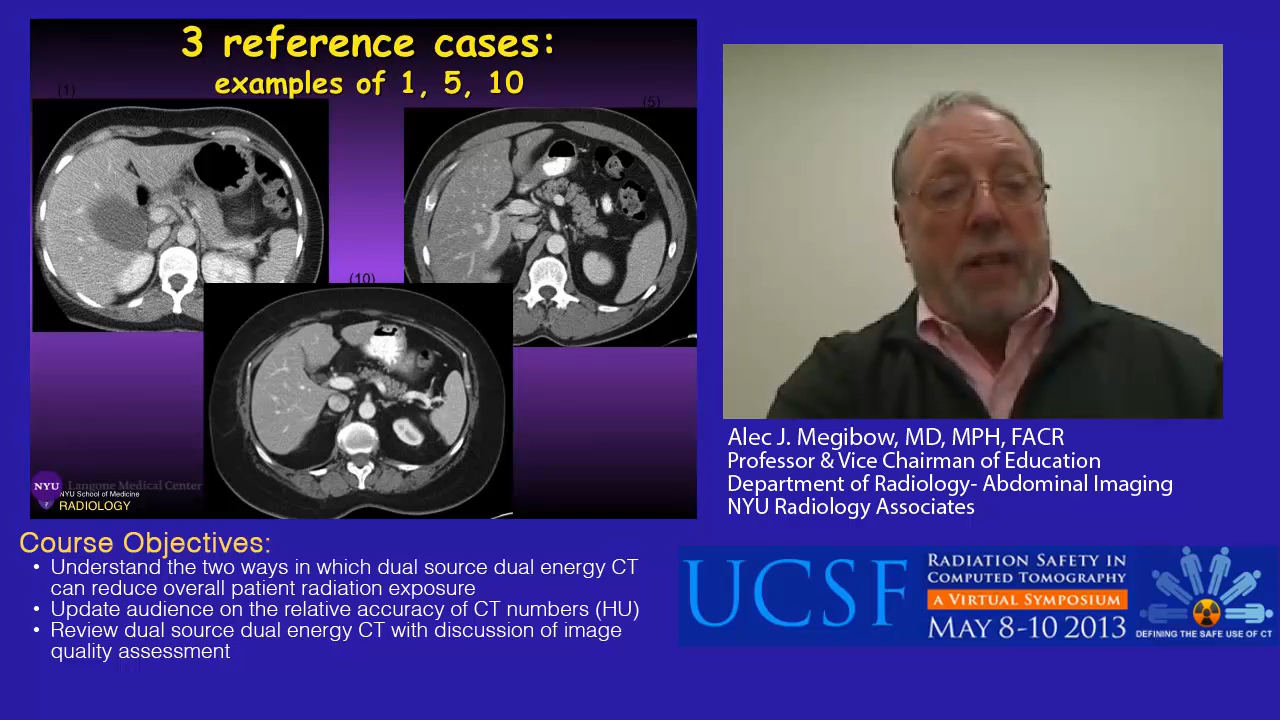 3 reference cases:
examples of 1, 5, 10
(1)
(5)
(10)
NYU
Langone Medical Center
NYU School of Medicine
RADIOLOGY
Alec J. Megibow, MD, MPH, FACR
Professor & Vice Chairman of Education
Department of Radiology- Abdominal Imaging
NYU Radiology Associates
Course Objectives:
• Understand the two ways in which dual source dual energy CT
can reduce overall patient radiation exposure
• Update audience on the relative accuracy of CT numbers (HU)
• Review dual source dual energy CT with discussion of image
quality assessment
UCSF
RADIATION SAFETY IN
COMPUTED TOMOGRAPHY
A VIRTUAL SYMPOSIUM
MAY 8-10 2013
DEFINING THE SAFE USE OF CT